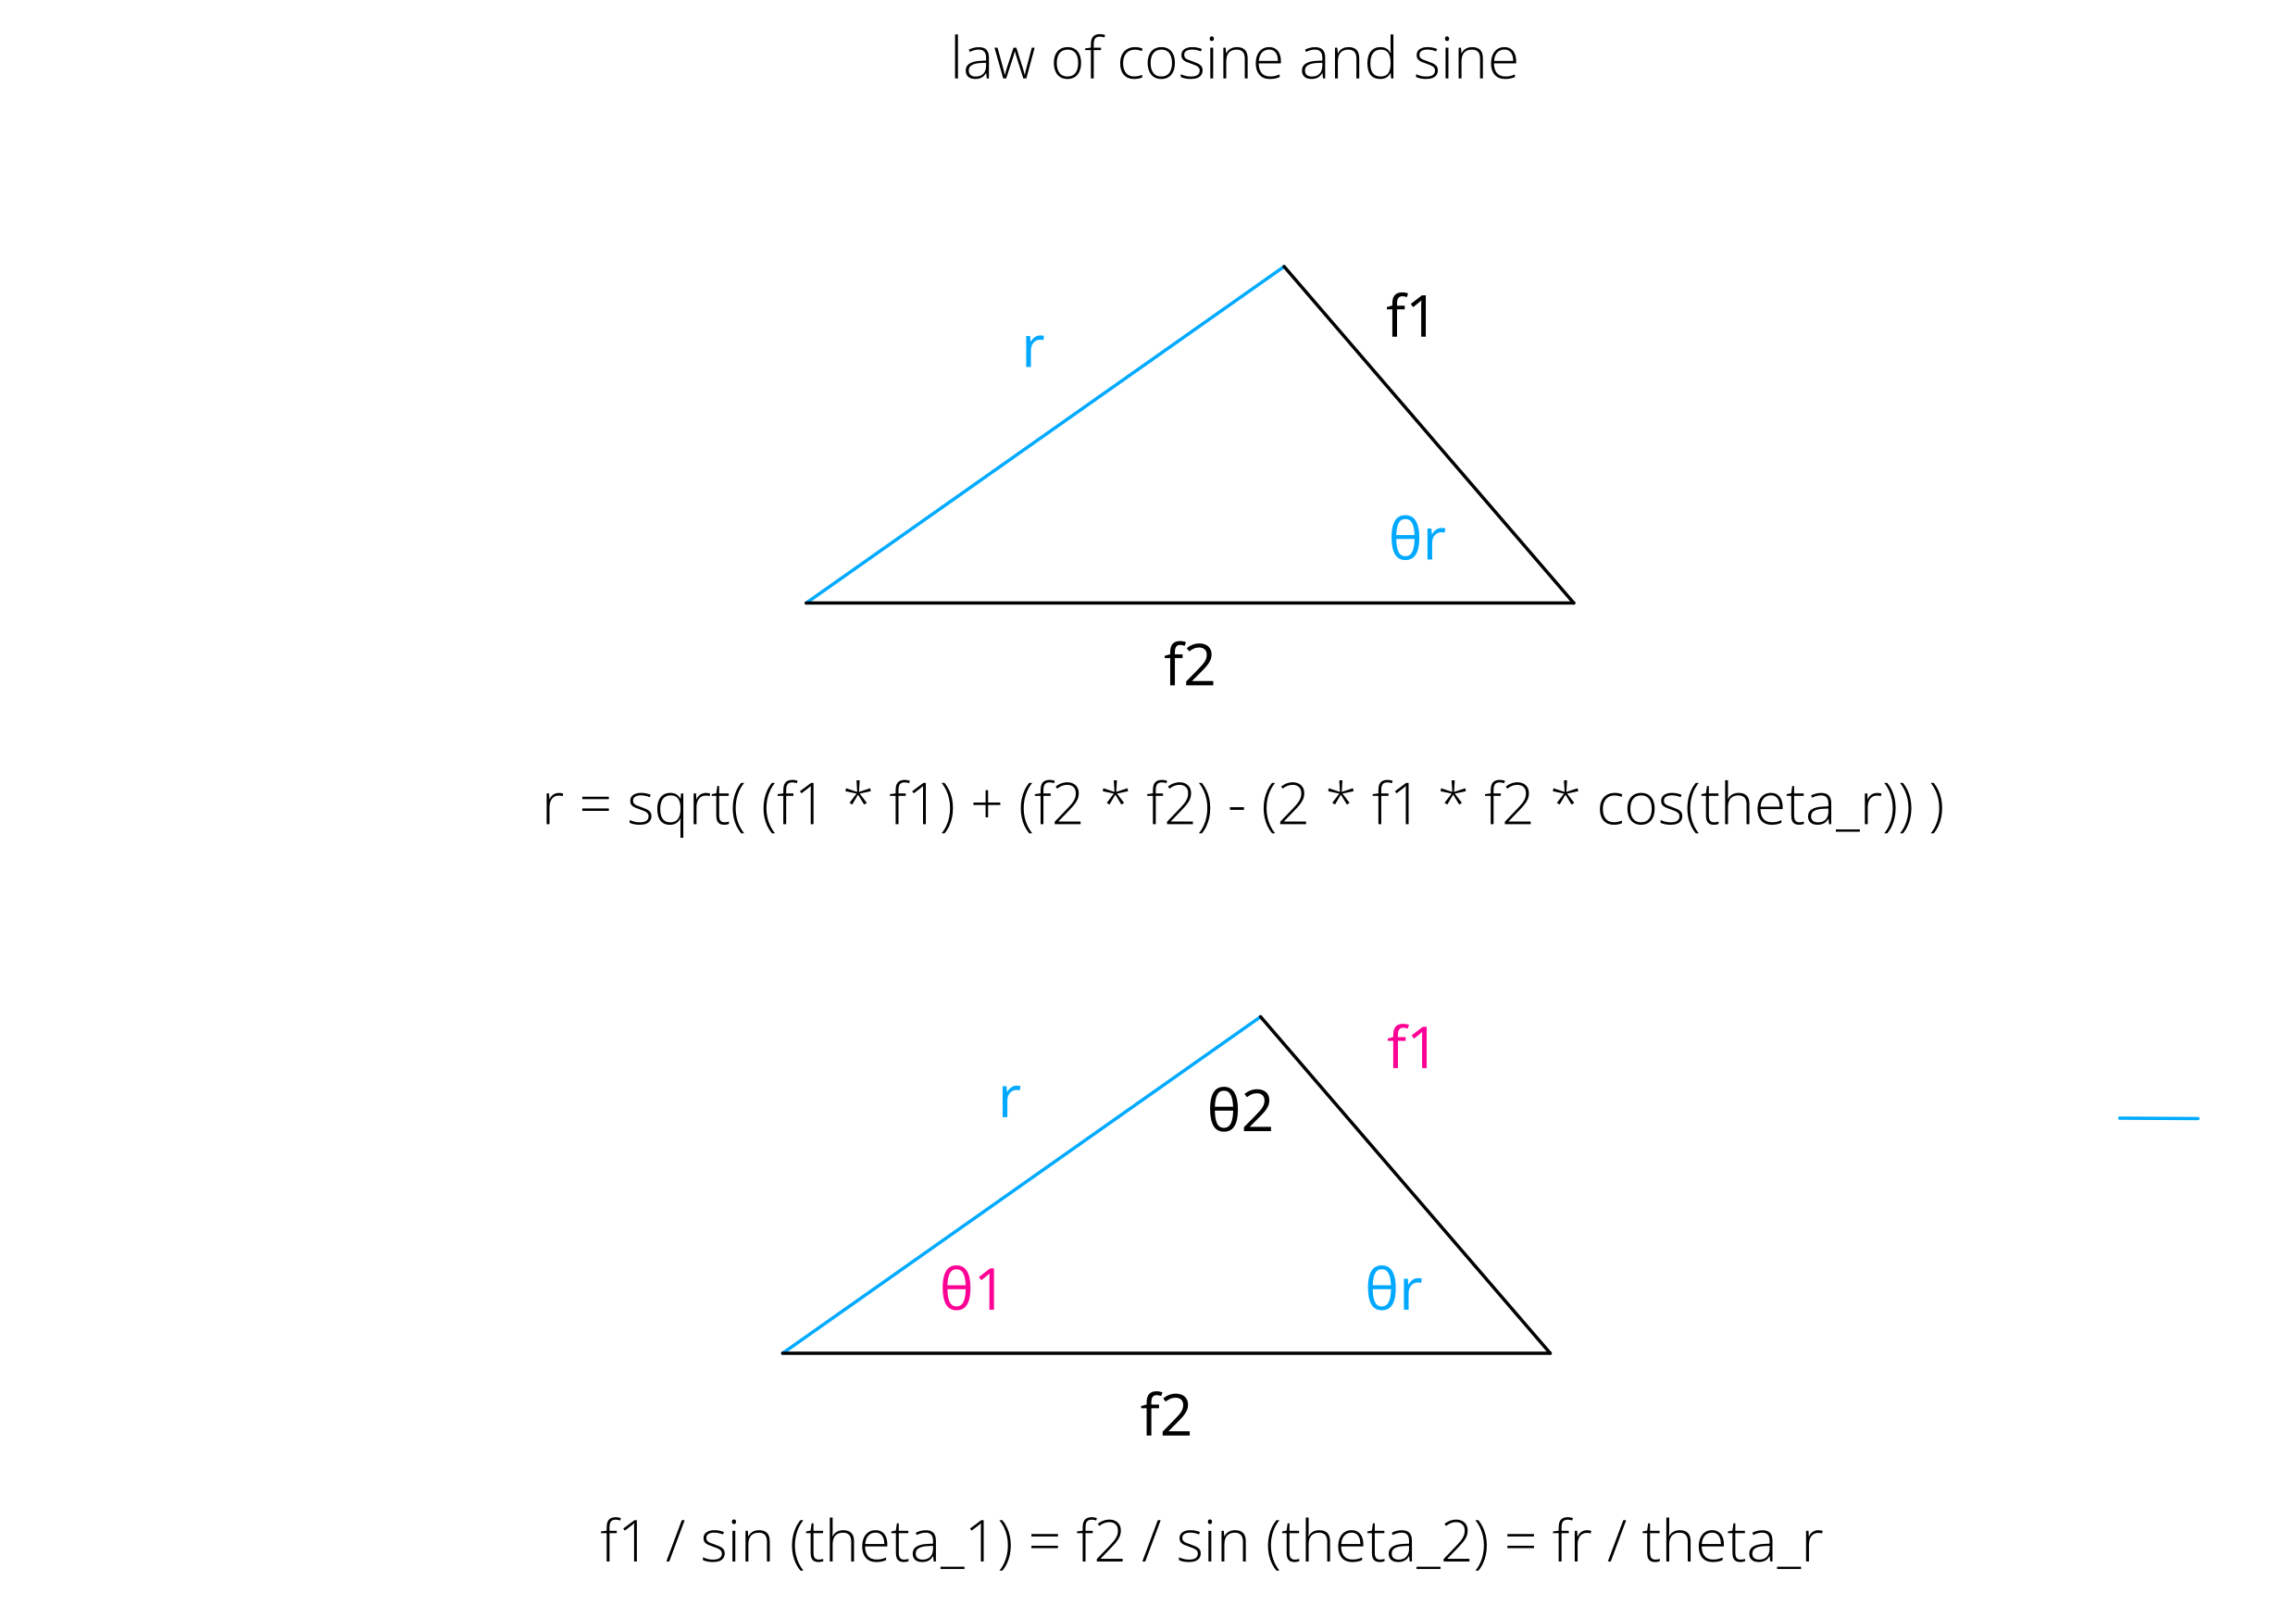 law of cosine and sine
f1
r
θr
f2
r = sqrt( (f1 * f1) + (f2 * f2) - (2 * f1 * f2 * cos(theta_r)) )
f1
r
θ2
θ1
θr
f2
f1 / sin (theta_1) = f2 / sin (theta_2) = fr / theta_r